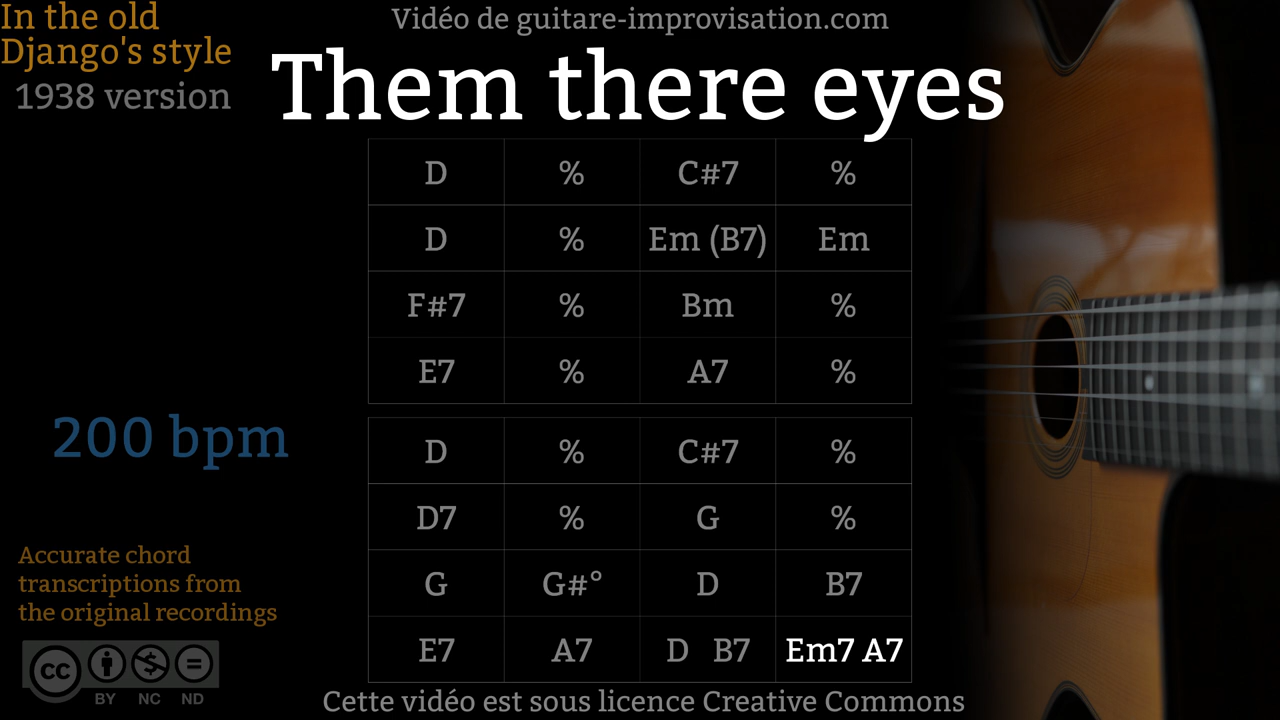 In the old
Django's style
1938 version
Vidéo de guitare-improvisation.com
Them there eyes
D % C#7 %
D % Em (B7) Em
F#7 % Bm %
E7 % A7 %
200 bpm
D % C#7 %
D7 % G %
G G#° D B7
E7 A7 D B7 Em7 A7
Accurate chord
transcriptions from
the original recordings
cc
BY NC ND
Cette vidéo est sous licence Creative Commons